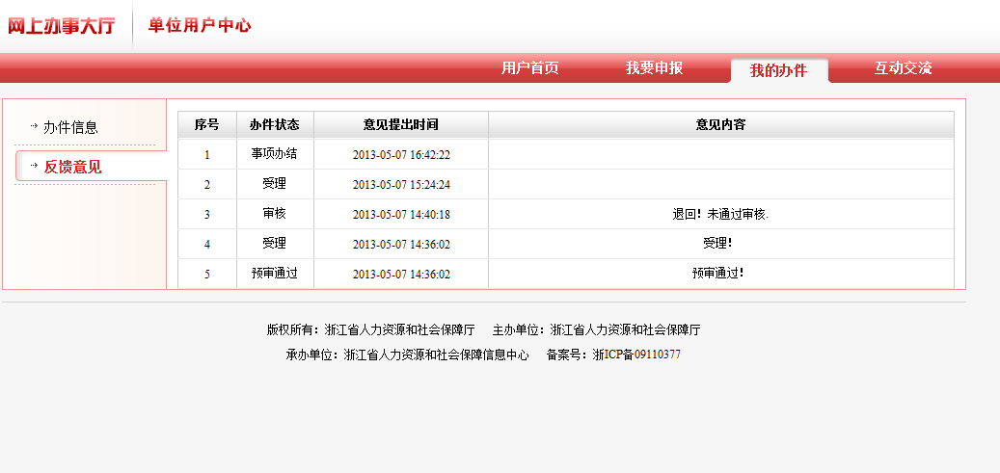 网上办事大厅 单位用户中心
用户首页 我要申报 我的办件 互动交流
办件信息
反馈意见
序号 办件状态 意见提出时间 意见内容
1 事项办结 2013-05-07 16:42:22
2 受理 2013-05-07 15:24:24
3 审核 2013-05-07 14:40:18 退回！未通过审核.
4 受理 2013-05-07 14:36:02 受理！
5 预审通过 2013-05-07 14:36:02 预审通过！
版权所有：浙江省人力资源和社会保障厅 主办单位：浙江省人力资源和社会保障厅
承办单位：浙江省人力资源和社会保障信息中心 备案号：浙ICP备09110377